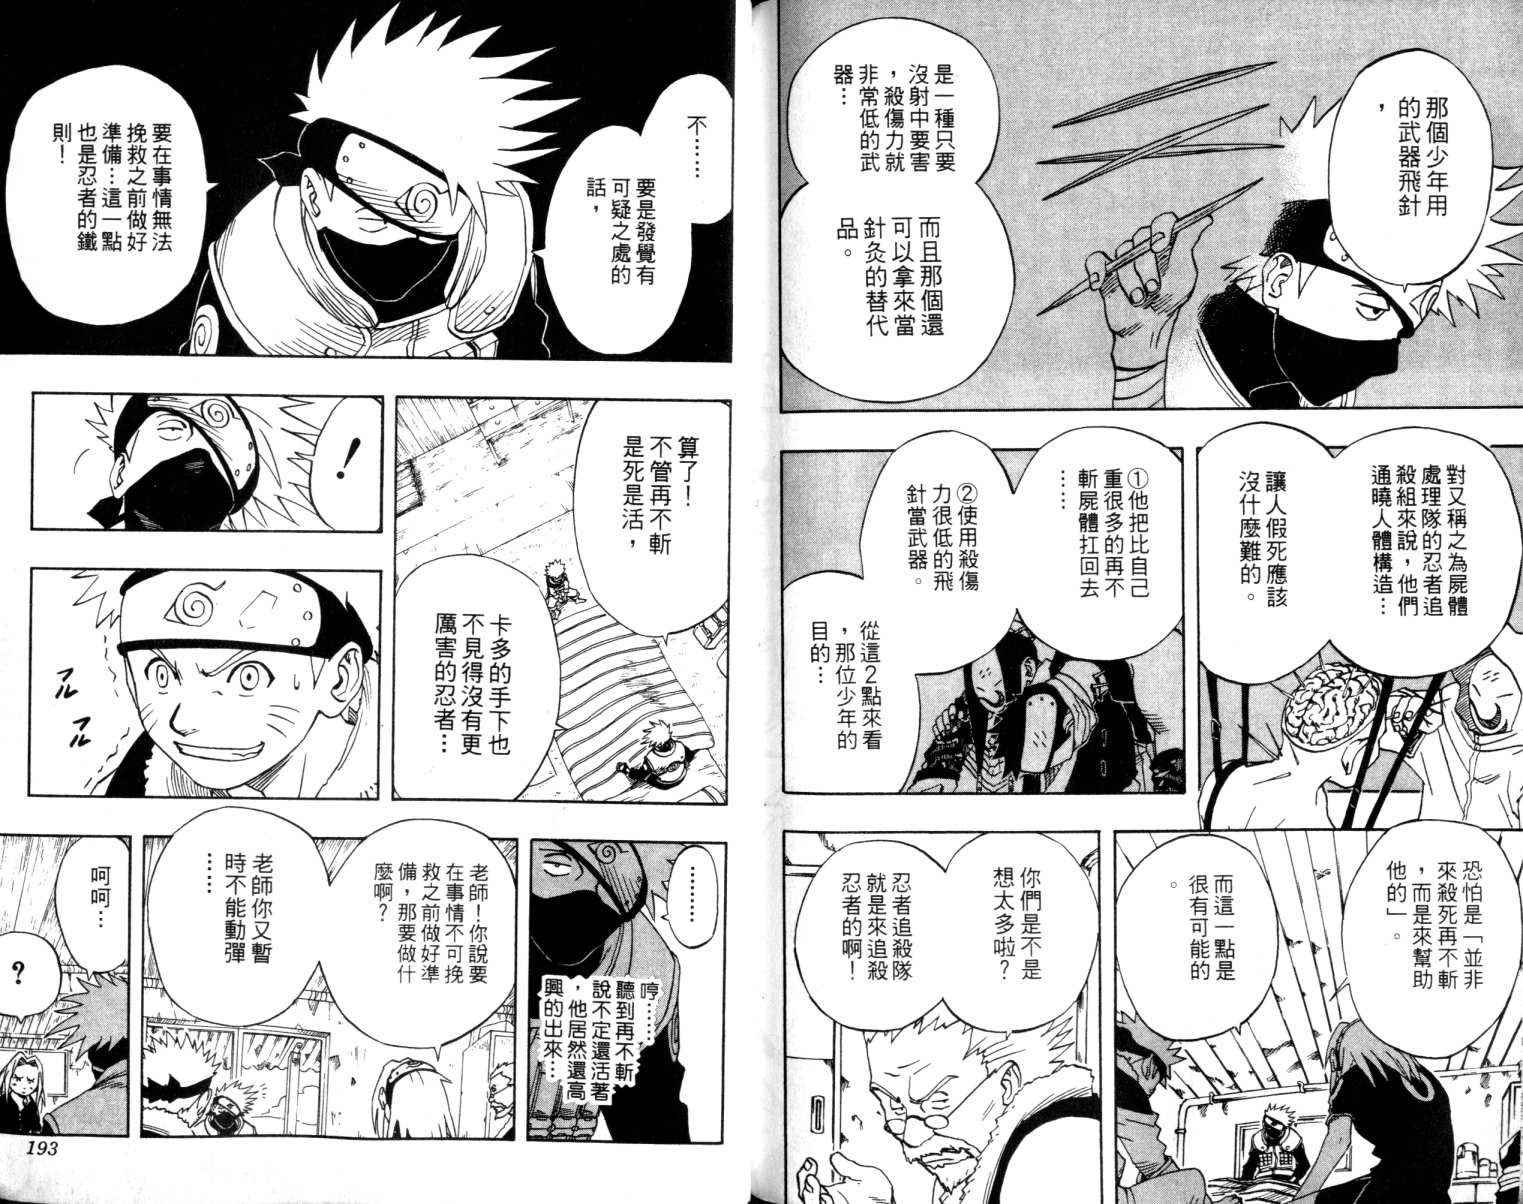 那個少年用
的武器飛針
，
是一種只要
沒射中要害
，殺傷力就
非常低的武
器…
而且那個還
可以拿來當
針灸的替代
品。
對又稱之為屍體
處理隊的忍者追
殺組來說，他們
通曉人體構造…
讓人假死應該
沒什麼難的。
①他把比自己
重很多的再不
斬屍體扛回去
……
②使用殺傷
力很低的飛
針當武器。
從這2點來看
，那位少年的
目的…
恐怕是「並非
來殺死再不斬
，而是來幫助
他的」。
而這一點是
很有可能的
。
你們是不是
想太多啦？
忍者追殺隊
就是來追殺
忍者的啊！
不……
要是發覺有
可疑之處的
話，
要在事情無法
挽救之前做好
準備…這一點
也是忍者的鐵
則！
算了！
不管再不斬
是死是活，
卡多的手下也
不見得沒有更
厲害的忍者…
！
ブル
ブル
………
哼……
聽到再不斬
說不定還活著
，他居然還高
興的出來…
老師！你說要
在事情不可挽
救之前做好準
備，那要做什
麼啊？
老師你又暫
時不能動彈
……
呵呵…
？
193